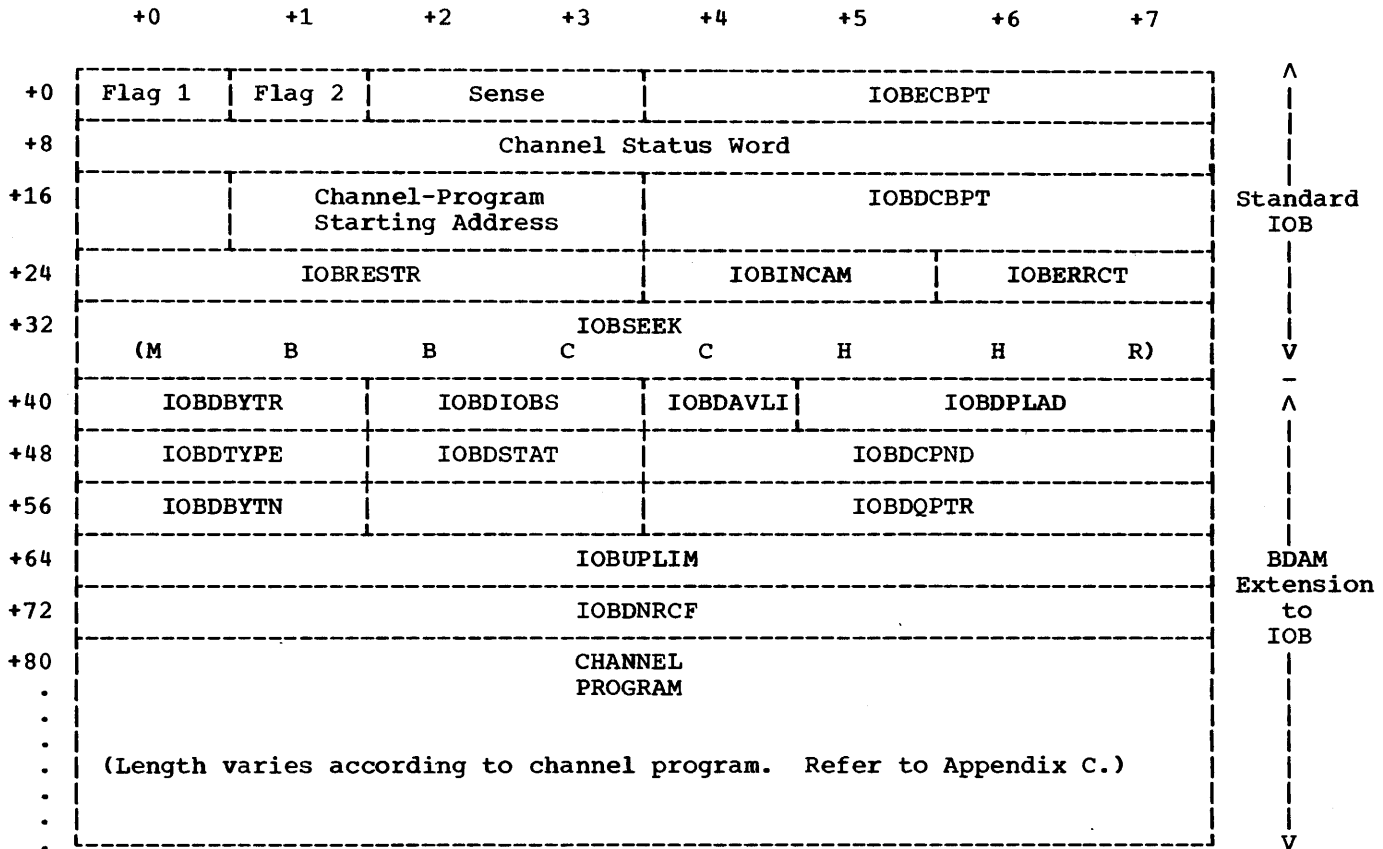 +0 +1 +2 +3 +4 +5 +6 +7
+0 Flag 1 Flag 2 Sense IOBECBPT
+8 Channel Status Word
+16 Channel-Program IOBDCBPT Standard
Starting Address IOB
+24 IOBRESTR IOBINCAM IOBERRCT
+32 IOBSEEK
(M B B C C H H R)
+40 IOBDBYTR IOBDIOBS IOBDAVLI IOBDPLAD
+48 IOBDTYPE IOBDSTAT IOBDCPND
+56 IOBDBYTN IOBDQPTR
+64 IOBUPLIM BDAM
Extension
+72 IOBDNRCF to
IOB
+80 CHANNEL
PROGRAM
(Length varies according to channel program. Refer to Appendix C.)